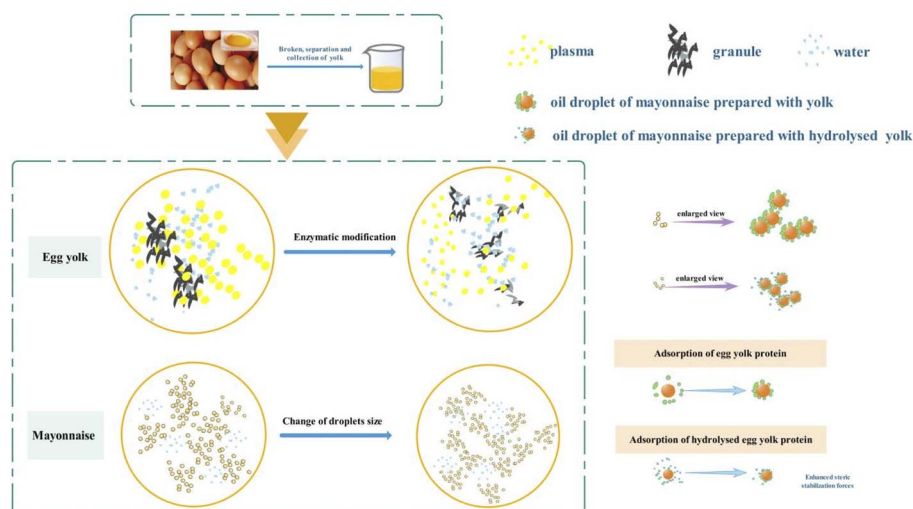 Broken, separation and
collection of yolk
plasma
granule
water
oil droplet of mayonnaise prepared with yolk
oil droplet of mayonnaise prepared with hydrolysed yolk
Egg yolk
Enzymatic modification
enlarged view
enlarged view
Adsorption of egg yolk protein
Mayonnaise
Change of droplets size
Adsorption of hydrolysed egg yolk protein
Enhanced steric
stabilization forces